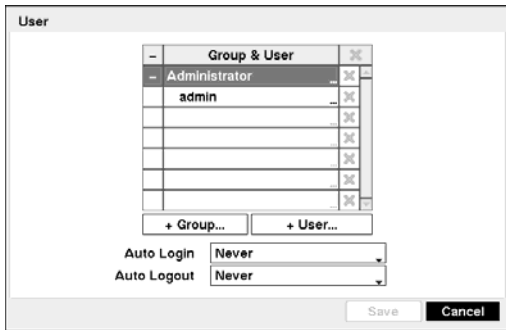 User
– Group & User
– Administrator ...
admin ...
+ Group... + User...
Auto Login Never
Auto Logout Never
Save Cancel